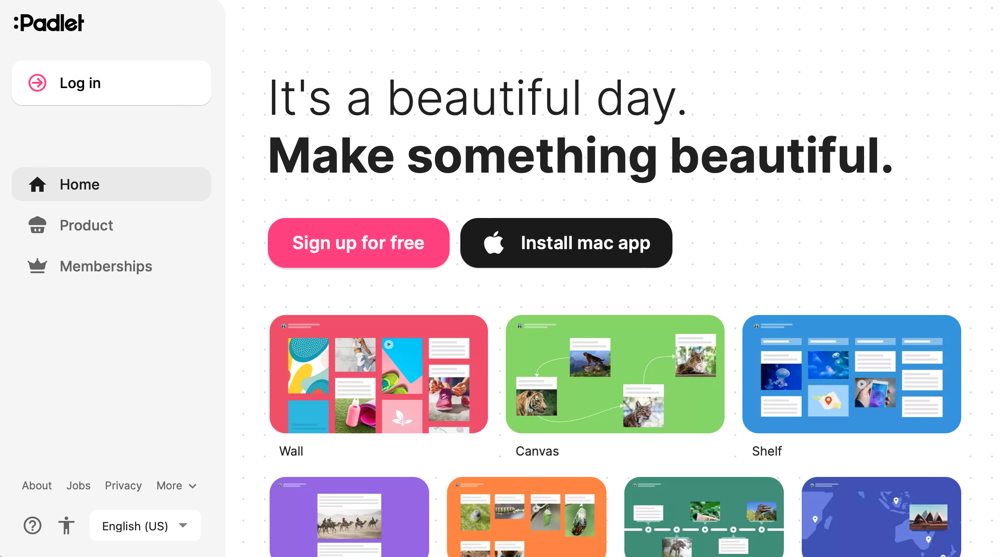 :Padlet
Log in
Home
Product
Memberships
About Jobs Privacy More
English (US)
It's a beautiful day.
Make something beautiful.
Sign up for free
Install mac app
Wall
Canvas
Shelf